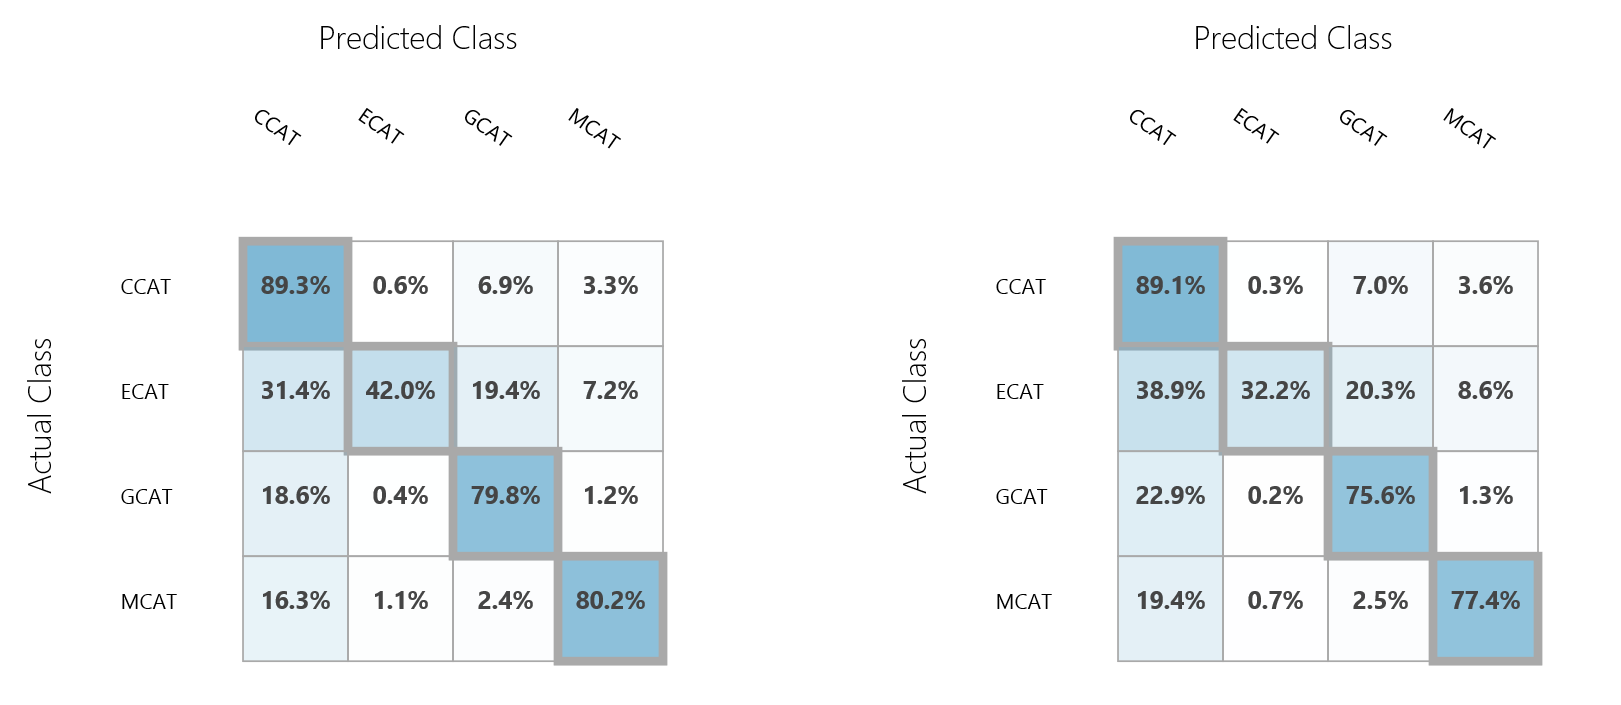 Predicted Class
CCAT ECAT GCAT MCAT
Actual Class
CCAT 89.3% 0.6% 6.9% 3.3%
ECAT 31.4% 42.0% 19.4% 7.2%
GCAT 18.6% 0.4% 79.8% 1.2%
MCAT 16.3% 1.1% 2.4% 80.2%
Predicted Class
CCAT ECAT GCAT MCAT
Actual Class
CCAT 89.1% 0.3% 7.0% 3.6%
ECAT 38.9% 32.2% 20.3% 8.6%
GCAT 22.9% 0.2% 75.6% 1.3%
MCAT 19.4% 0.7% 2.5% 77.4%